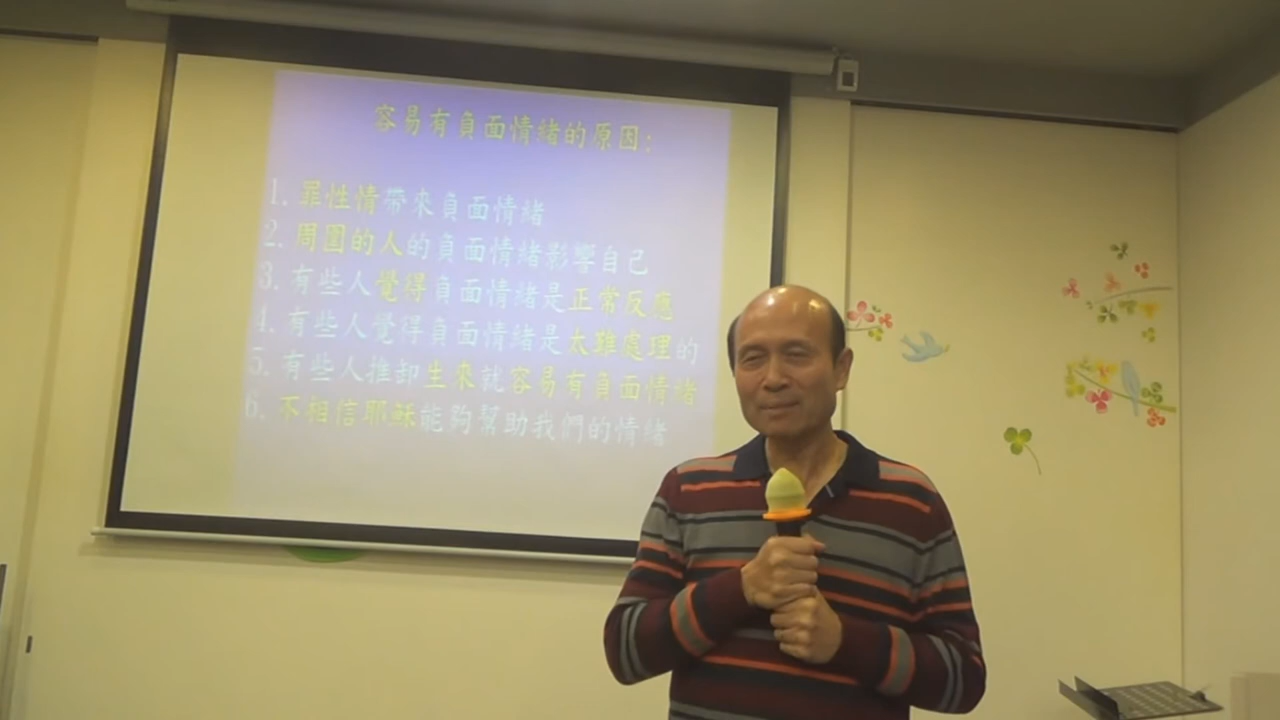 容易有負面情緒的原因:
1. 罪性情帶來負面情緒
2. 周圍的人的負面情緒影響自己
3. 有些人覺得負面情緒是正常反應
4. 有些人覺得負面情緒是太難處理的
5. 有些人推卸生來就容易有負面情緒
6. 不相信耶穌能夠幫助我們的情緒